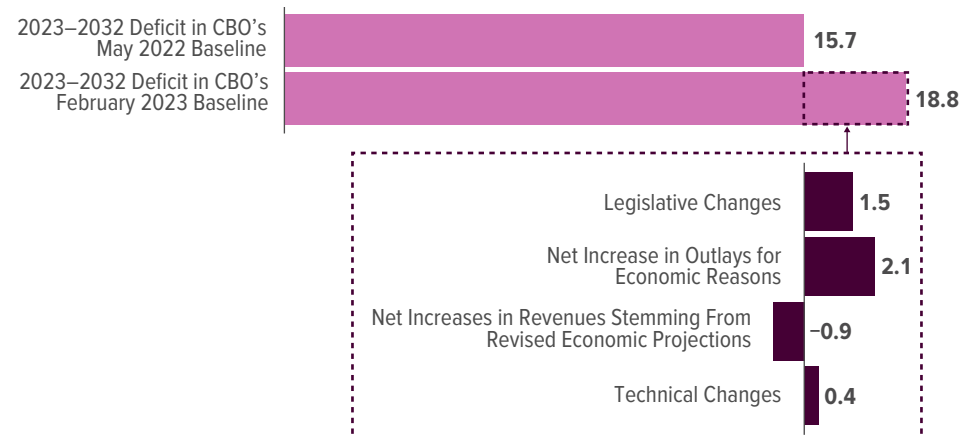 2023–2032 Deficit in CBO’s
May 2022 Baseline
15.7
2023–2032 Deficit in CBO’s
February 2023 Baseline
18.8
Legislative Changes
1.5
Net Increase in Outlays for
Economic Reasons
2.1
Net Increases in Revenues Stemming From
Revised Economic Projections
−0.9
Technical Changes
0.4